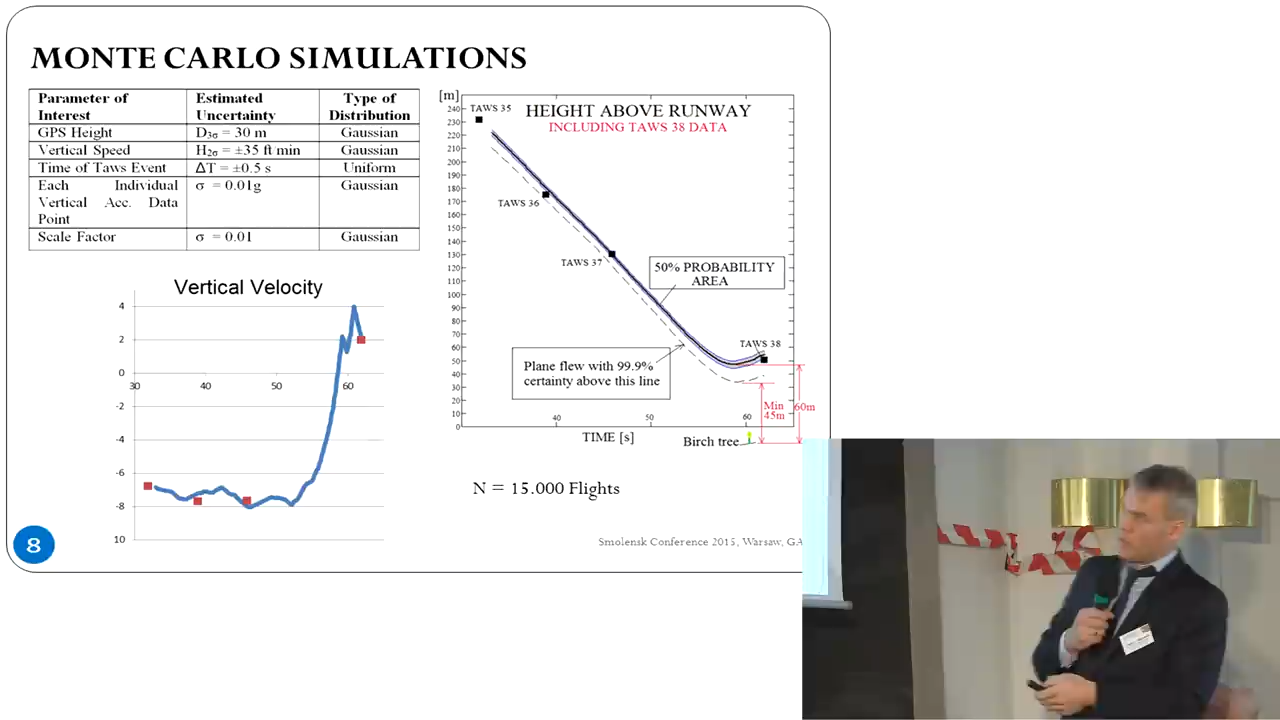 MONTE CARLO SIMULATIONS
Parameter of Interest
Estimated Uncertainty
Type of Distribution
GPS Height
D3σ = 30 m
Gaussian
Vertical Speed
H2σ = ±35 ft/min
Gaussian
Time of Taws Event
ΔT = ±0.5 s
Uniform
Each Individual
Vertical Acc. Data
Point
σ = 0.01g
Gaussian
Scale Factor
σ = 0.01
Gaussian
Vertical Velocity
4
2
0
-2
-4
-6
-8
10
30
40
50
60
[m]
240
230
220
210
200
190
180
170
160
150
140
130
120
110
100
90
80
70
60
50
40
30
20
10
0
TAWS 35
HEIGHT ABOVE RUNWAY
INCLUDING TAWS 38 DATA
TAWS 36
TAWS 37
50% PROBABILITY
AREA
TAWS 38
Plane flew with 99.9%
certainty above this line
Min
45m
60m
40
50
60
TIME [s]
Birch tree
N = 15.000 Flights
8
Smolensk Conference 2015, Warsaw, GA